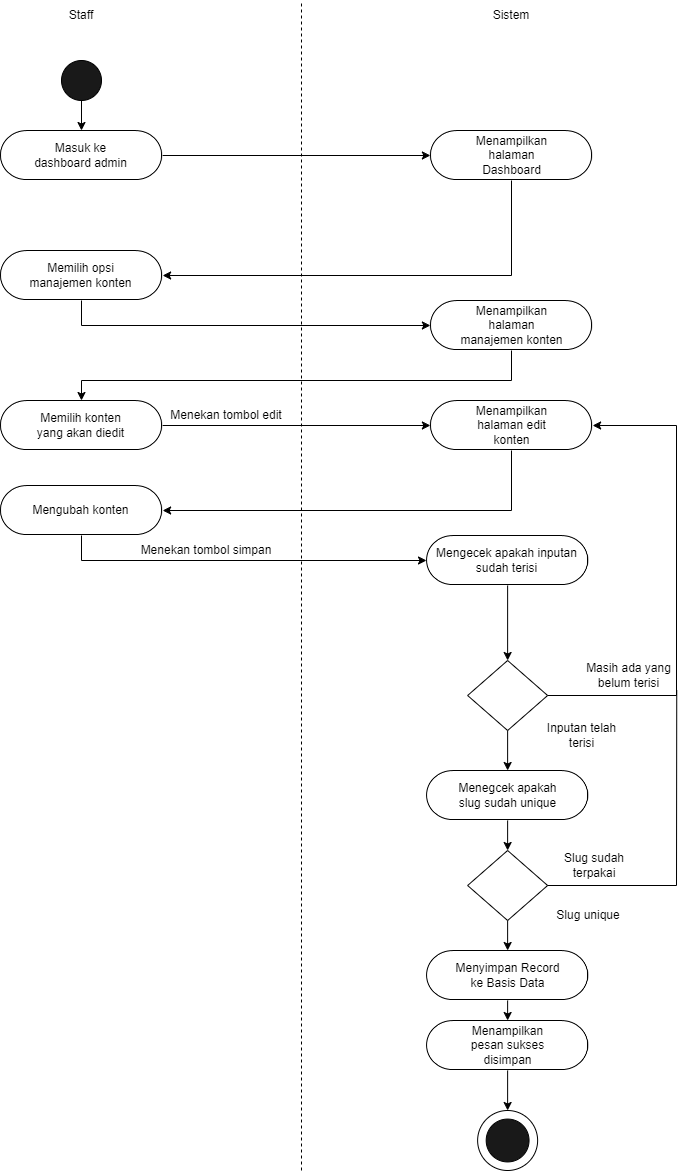 Staff
Sistem
Masuk ke
dashboard admin
Menampilkan
halaman
Dashboard
Memilih opsi
manajemen konten
Menampilkan
halaman
manajemen konten
Memilih konten
yang akan diedit
Menekan tombol edit
Menampilkan
halaman edit
konten
Mengubah konten
Menekan tombol simpan
Mengecek apakah inputan
sudah terisi
Masih ada yang
belum terisi
Inputan telah
terisi
Menegcek apakah
slug sudah unique
Slug sudah
terpakai
Slug unique
Menyimpan Record
ke Basis Data
Menampilkan
pesan sukses
disimpan